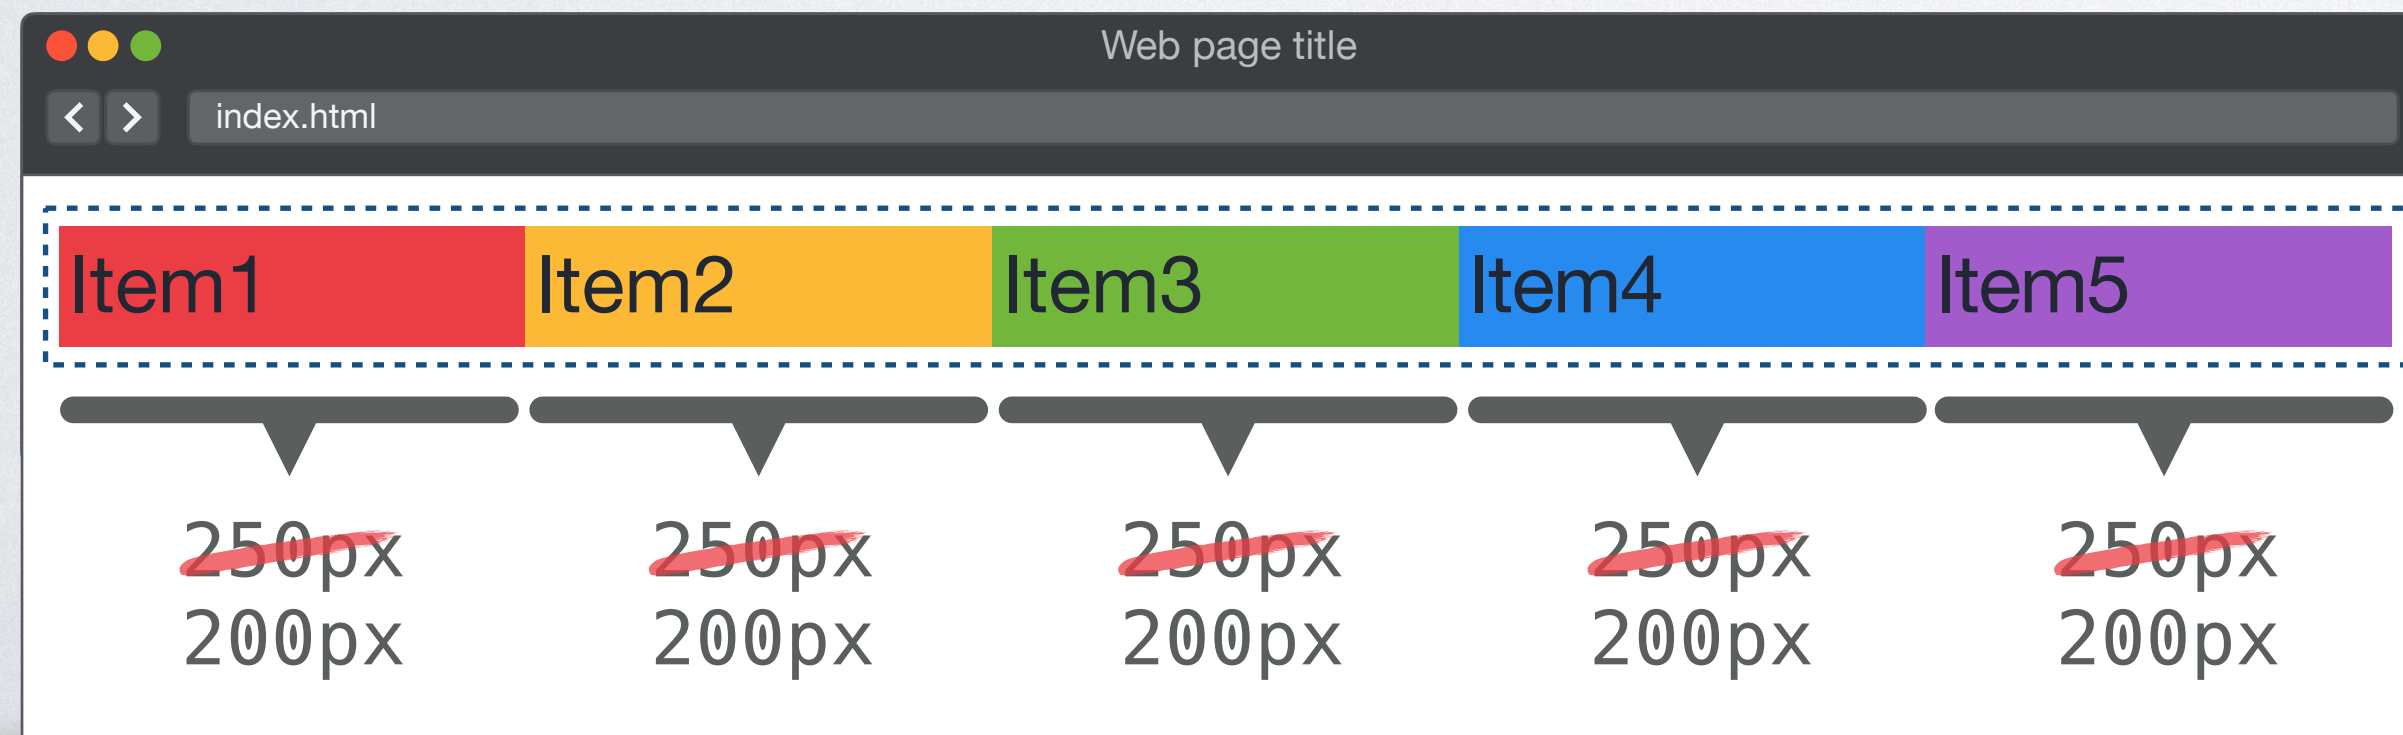 Web page title
index.html
Item1 Item2 Item3 Item4 Item5
250px 250px 250px 250px 250px
200px 200px 200px 200px 200px